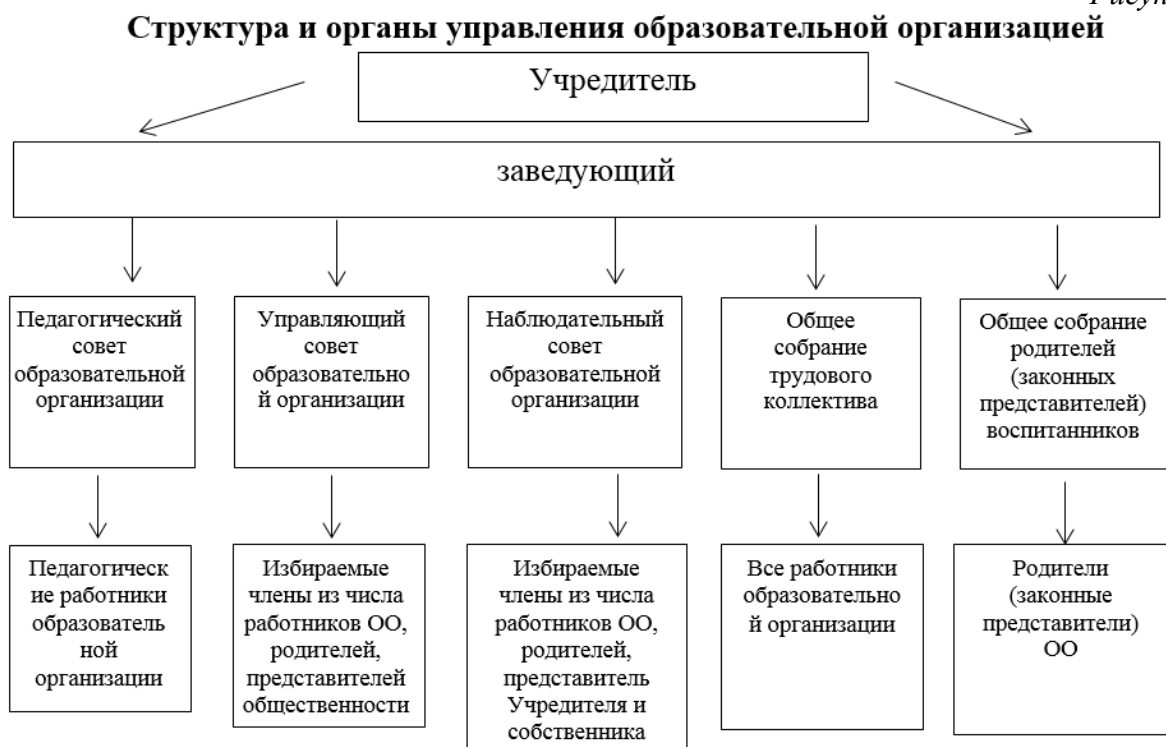 Рисун
Структура и органы управления образовательной организацией
Учредитель
заведующий
Педагогический
совет
образовательной
организации
Управляющий
совет
образовательно
й организации
Наблюдательный
совет
образовательной
организации
Общее
собрание
трудового
коллектива
Общее собрание
родителей
(законных
представителей)
воспитанников
Педагогическ
ие работники
образователь
ной
организации
Избираемые
члены из числа
работников ОО,
родителей,
представителей
общественности
Избираемые
члены из числа
работников ОО,
родителей,
представитель
Учредителя и
собственника
Все работники
образовательно
й организации
Родители
(законные
представители)
ОО